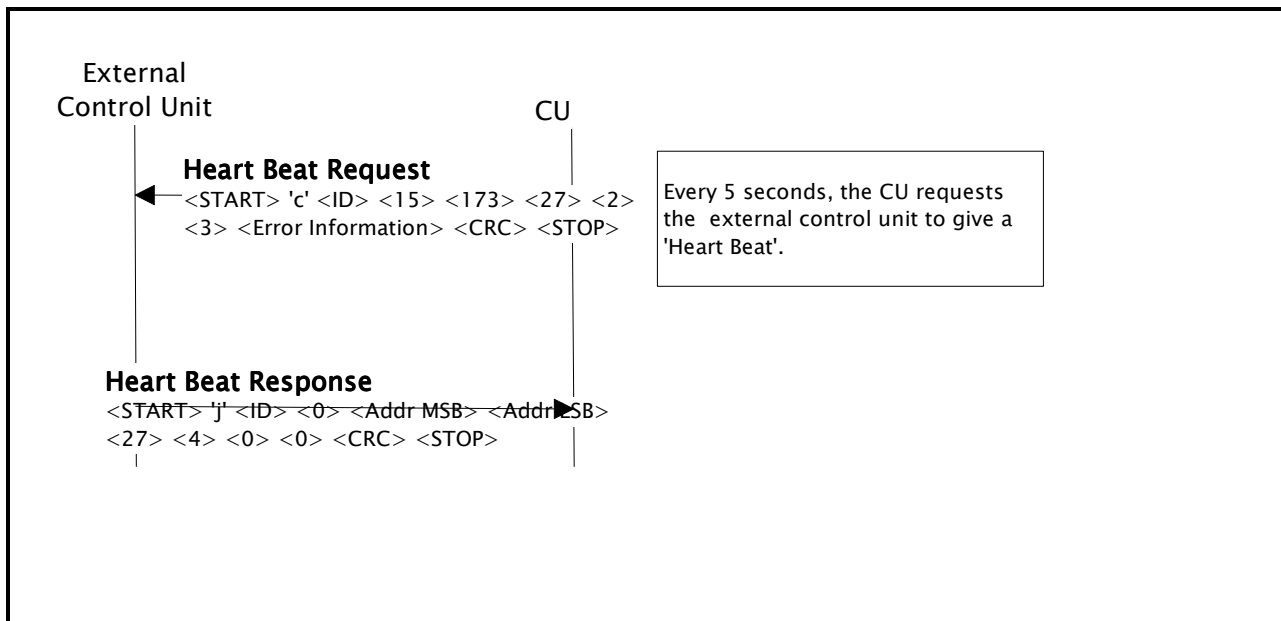 External
Control Unit
CU
Heart Beat Request
<START> 'c' <ID> <15> <173> <27> <2>
<3> <Error Information> <CRC> <STOP>
Every 5 seconds, the CU requests
the external control unit to give a
'Heart Beat'.
Heart Beat Response
<START> 'j' <ID> <0> <Addr MSB> <Addr LSB>
<27> <4> <0> <0> <CRC> <STOP>